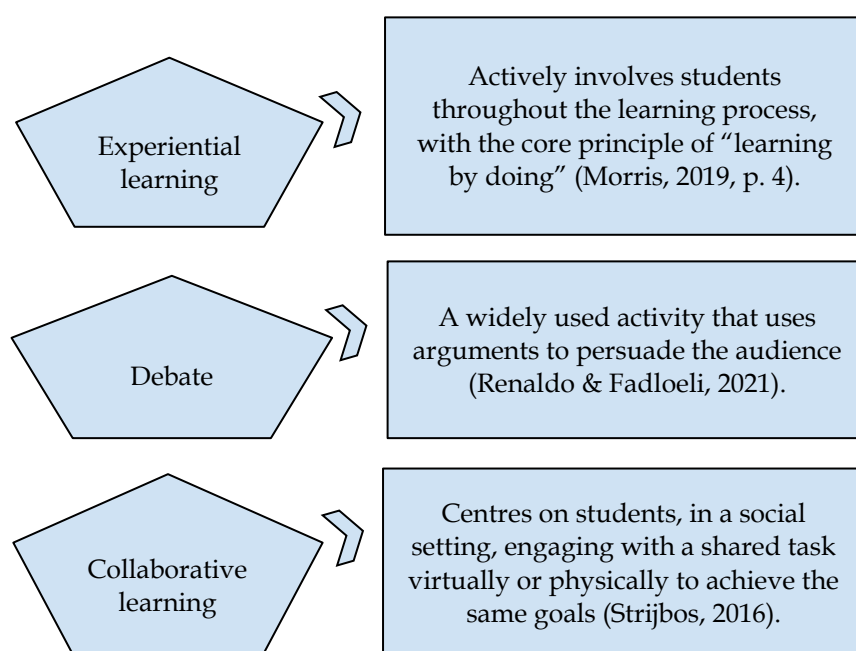 Experiential
learning
Actively involves students
throughout the learning process,
with the core principle of “learning
by doing” (Morris, 2019, p. 4).
Debate
A widely used activity that uses
arguments to persuade the audience
(Renaldo & Fadloeli, 2021).
Collaborative
learning
Centres on students, in a social
setting, engaging with a shared task
virtually or physically to achieve the
same goals (Strijbos, 2016).